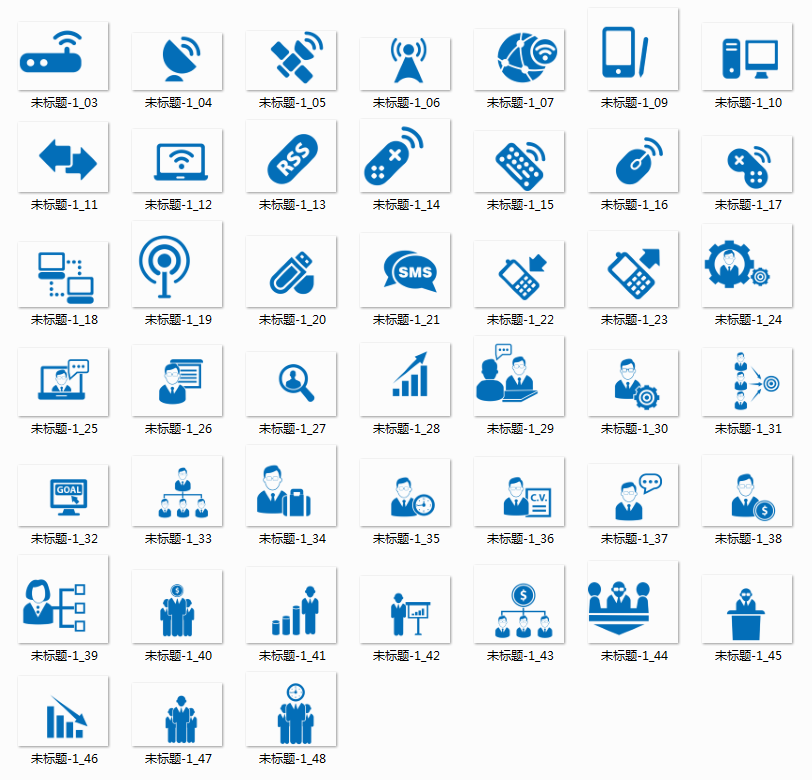 未标题-1_03 未标题-1_04 未标题-1_05 未标题-1_06 未标题-1_07 未标题-1_09 未标题-1_10
RSS
未标题-1_11 未标题-1_12 未标题-1_13 未标题-1_14 未标题-1_15 未标题-1_16 未标题-1_17
SMS
未标题-1_18 未标题-1_19 未标题-1_20 未标题-1_21 未标题-1_22 未标题-1_23 未标题-1_24
未标题-1_25 未标题-1_26 未标题-1_27 未标题-1_28 未标题-1_29 未标题-1_30 未标题-1_31
GOAL
C.V.
$
未标题-1_32 未标题-1_33 未标题-1_34 未标题-1_35 未标题-1_36 未标题-1_37 未标题-1_38
$
$
未标题-1_39 未标题-1_40 未标题-1_41 未标题-1_42 未标题-1_43 未标题-1_44 未标题-1_45
未标题-1_46 未标题-1_47 未标题-1_48